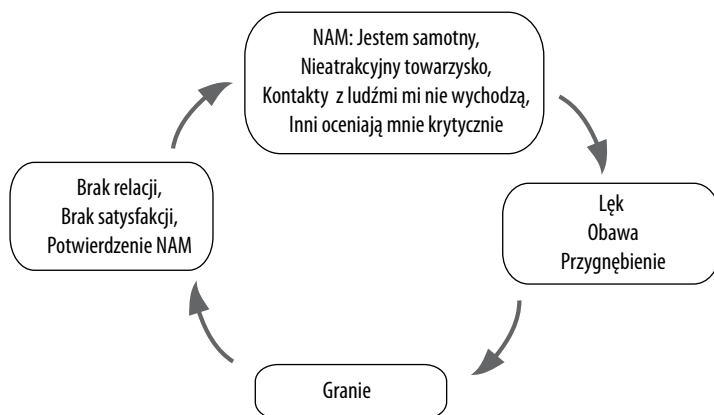 NAM: Jestem samotny,
Nieatrakcyjny towarzysko,
Kontakty z ludźmi mi nie wychodzą,
Inni oceniają mnie krytycznie
Lęk
Obawa
Przygnębienie
Granie
Brak relacji,
Brak satysfakcji,
Potwierdzenie NAM